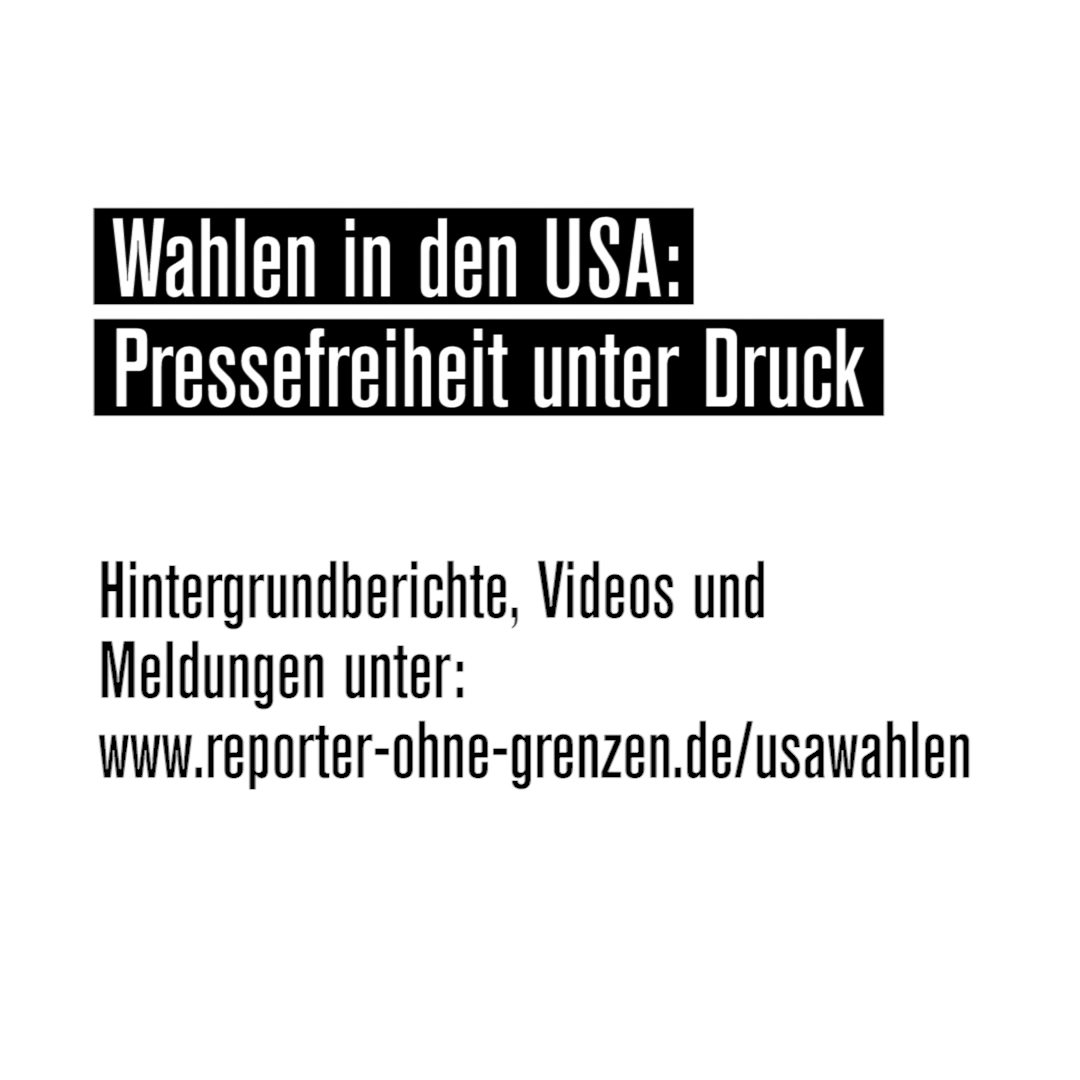 Wahlen in den USA:
Pressefreiheit unter Druck
Hintergrundberichte, Videos und
Meldungen unter:
www.reporter-ohne-grenzen.de/usawahlen